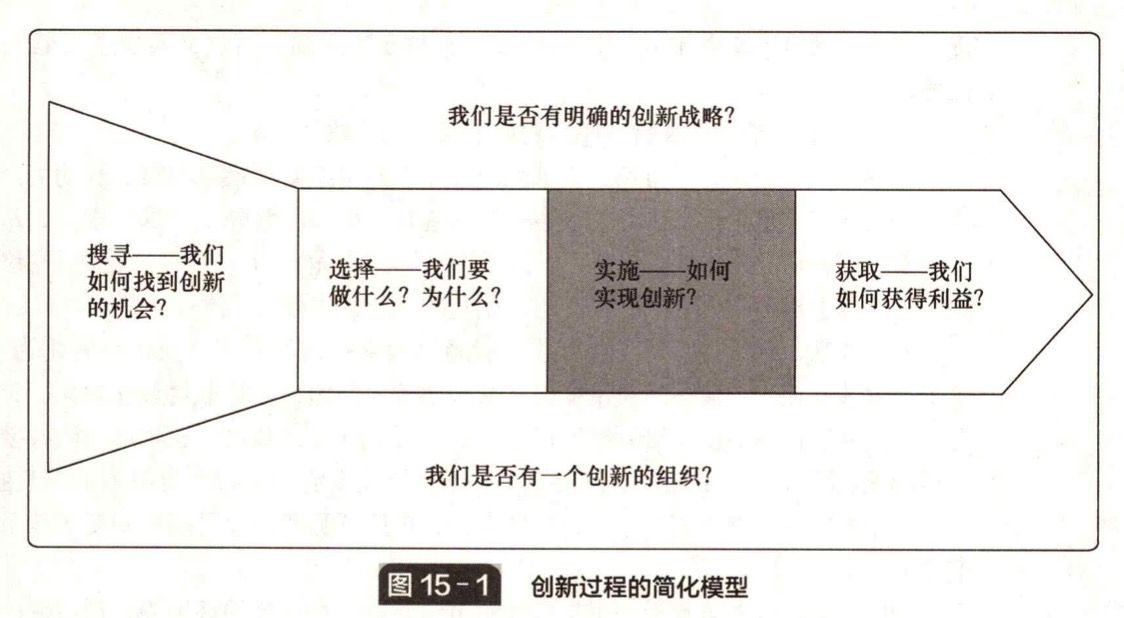 我们是否有明确的创新战略？
搜寻——我们
如何找到创新
的机会？
选择——我们要
做什么？为什么？
实施——如何
实现创新？
获取——我们
如何获得利益？
我们是否有一个创新的组织？
图 15-1 创新过程的简化模型